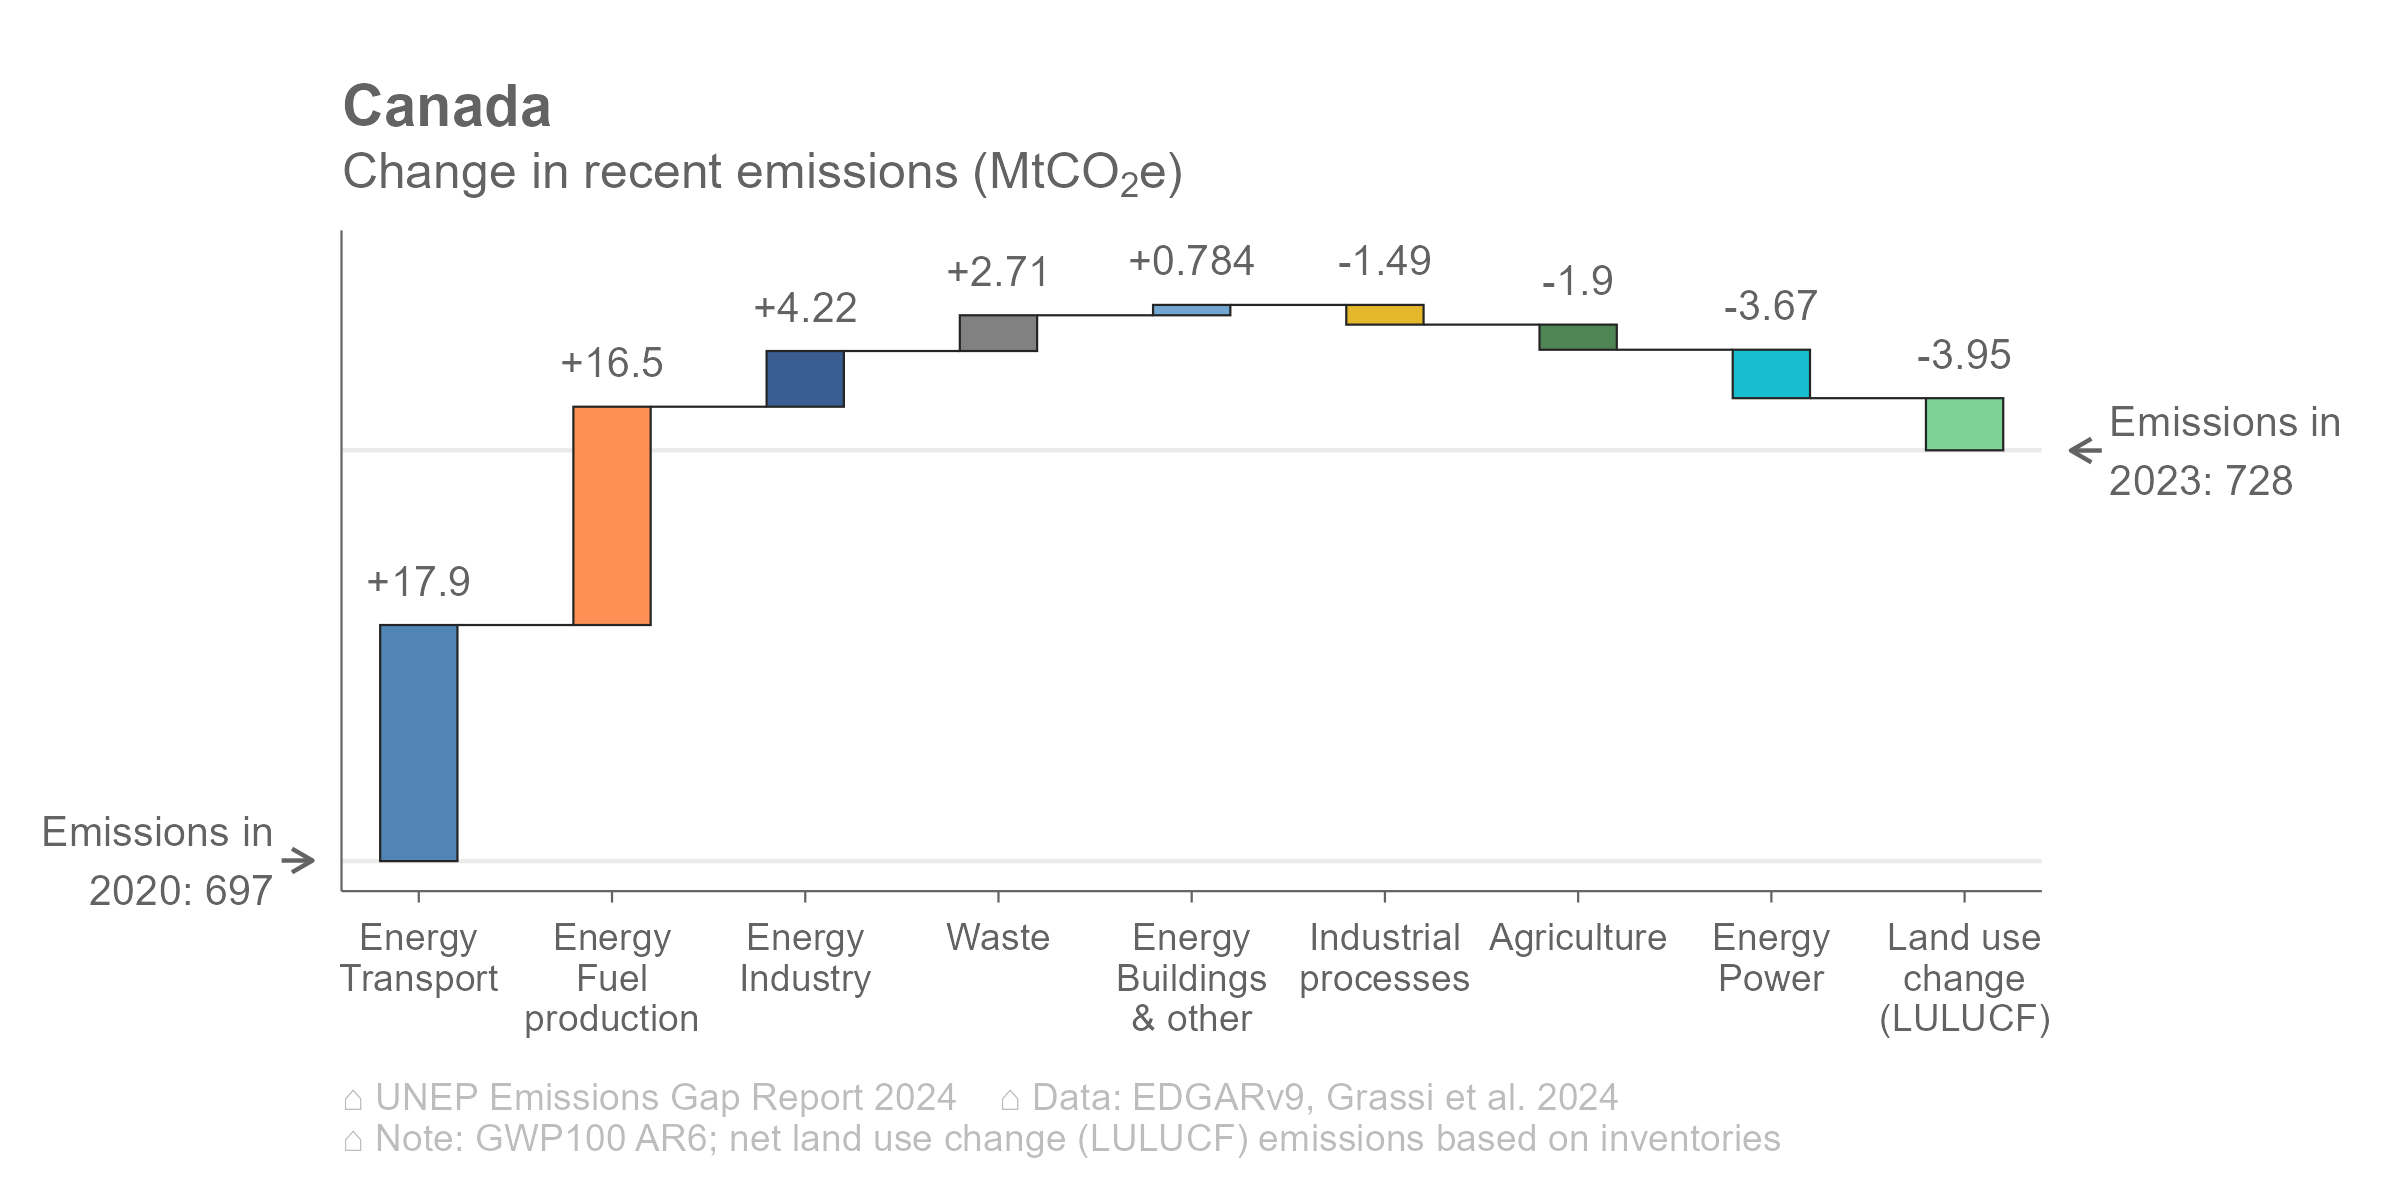 Canada
Change in recent emissions (MtCO₂e)
+17.9
+16.5
+4.22
+2.71
+0.784
-1.49
-1.9
-3.67
-3.95
Emissions in
2023: 728
Emissions in
2020: 697
Energy
Transport
Energy
Fuel
production
Energy
Industry
Waste
Energy
Buildings
& other
Industrial
processes
Agriculture
Energy
Power
Land use
change
(LULUCF)
⌂ UNEP Emissions Gap Report 2024 ⌂ Data: EDGARv9, Grassi et al. 2024
⌂ Note: GWP100 AR6; net land use change (LULUCF) emissions based on inventories